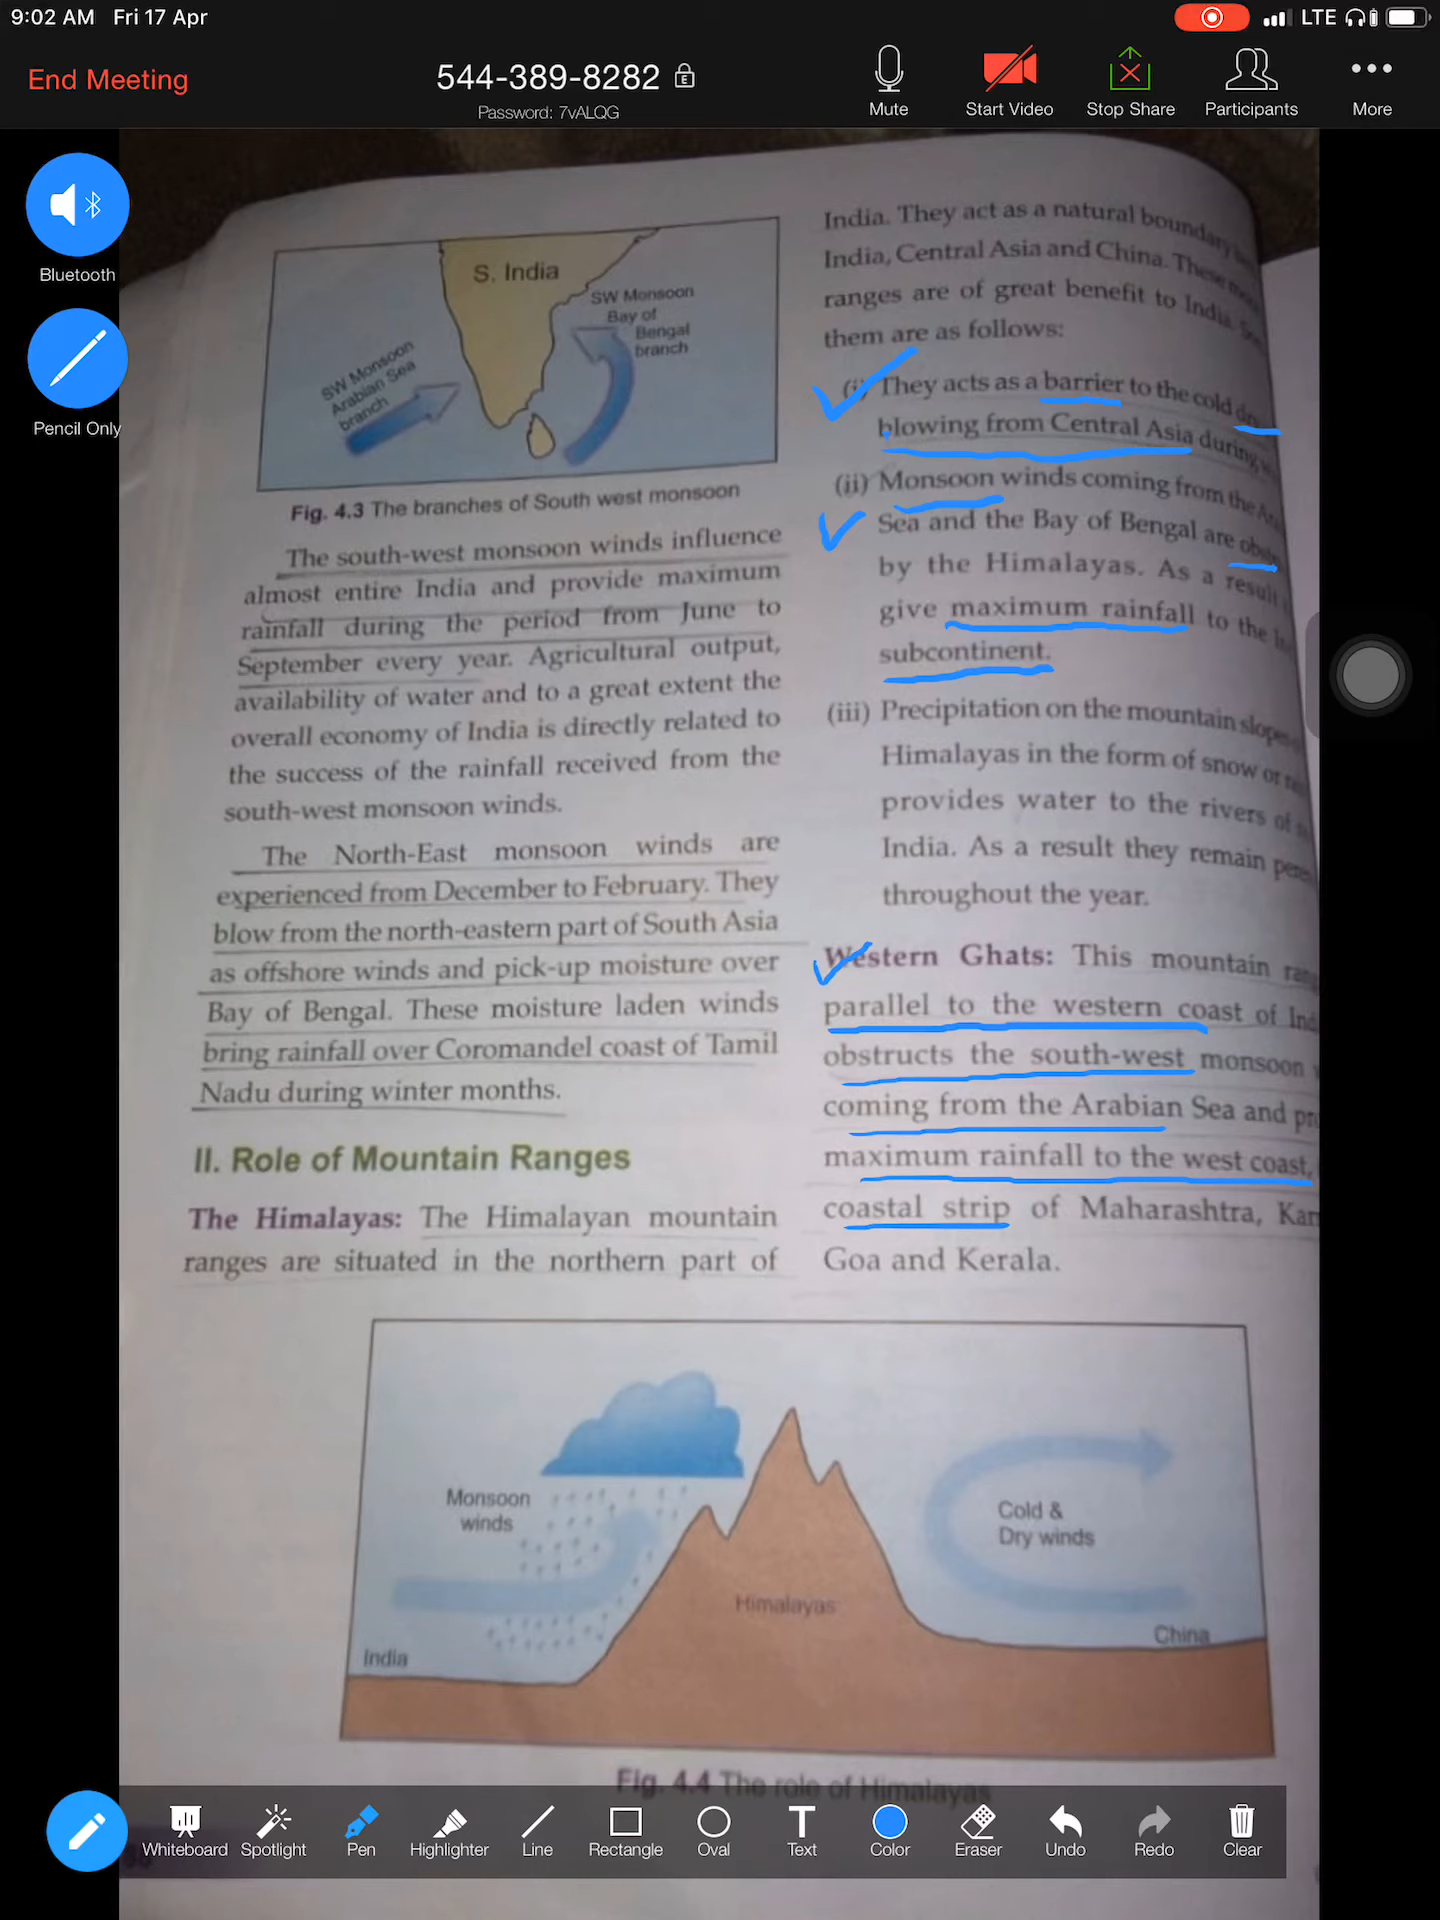 9:02 AM Fri 17 Apr
LTE
End Meeting
544-389-8282
Password: 7vALQG
Mute
Start Video
Stop Share
Participants
More
Bluetooth
Pencil Only
S. India
SW Monsoon
Bay of
Bengal
branch
SW Monsoon
Arabian Sea
branch
Fig. 4.3 The branches of South west monsoon
The south-west monsoon winds influence
almost entire India and provide maximum
rainfall during the period from June to
September every year. Agricultural output,
availability of water and to a great extent the
overall economy of India is directly related to
the success of the rainfall received from the
south-west monsoon winds.
The North-East monsoon winds are
experienced from December to February. They
blow from the north-eastern part of South Asia
as offshore winds and pick-up moisture over
Bay of Bengal. These moisture laden winds
bring rainfall over Coromandel coast of Tamil
Nadu during winter months.
II. Role of Mountain Ranges
The Himalayas: The Himalayan mountain
ranges are situated in the northern part of
India. They act as a natural boundary
India, Central Asia and China. These
ranges are of great benefit to India.
them are as follows:
(i) They acts as a barrier to the cold
blowing from Central Asia during
(ii) Monsoon winds coming from the
Sea and the Bay of Bengal are
by the Himalayas. As a result
give maximum rainfall to the
subcontinent.
(iii) Precipitation on the mountain
Himalayas in the form of snow or
provides water to the rivers of
India. As a result they remain
throughout the year.
Western Ghats: This mountain
parallel to the western coast of
obstructs the south-west monsoon
coming from the Arabian Sea and
maximum rainfall to the west coast,
coastal strip of Maharashtra,
Goa and Kerala.
Monsoon
winds
Cold &
Dry winds
Himalayas
China
India
Fig. 4.4 The role of Himalayas
Whiteboard
Spotlight
Pen
Highlighter
Line
Rectangle
Oval
Text
Color
Eraser
Undo
Redo
Clear